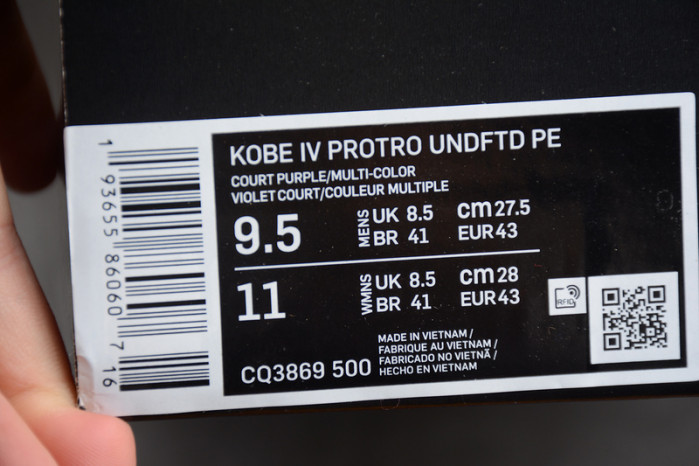 KOBE IV PROTRO UNDFTD PE
COURT PURPLE/MULTI-COLOR
VIOLET COURT/COULEUR MULTIPLE
9.5
MENS
UK 8.5 cm 27.5
BR 41 EUR 43
11
WMNS
UK 8.5 cm 28
BR 41 EUR 43
RFID
CQ3869 500
MADE IN VIETNAM /
FABRIQUE AU VIETNAM /
FABRICADO NO VIETNÃ /
HECHO EN VIETNAM
1 93655 86060 7 16